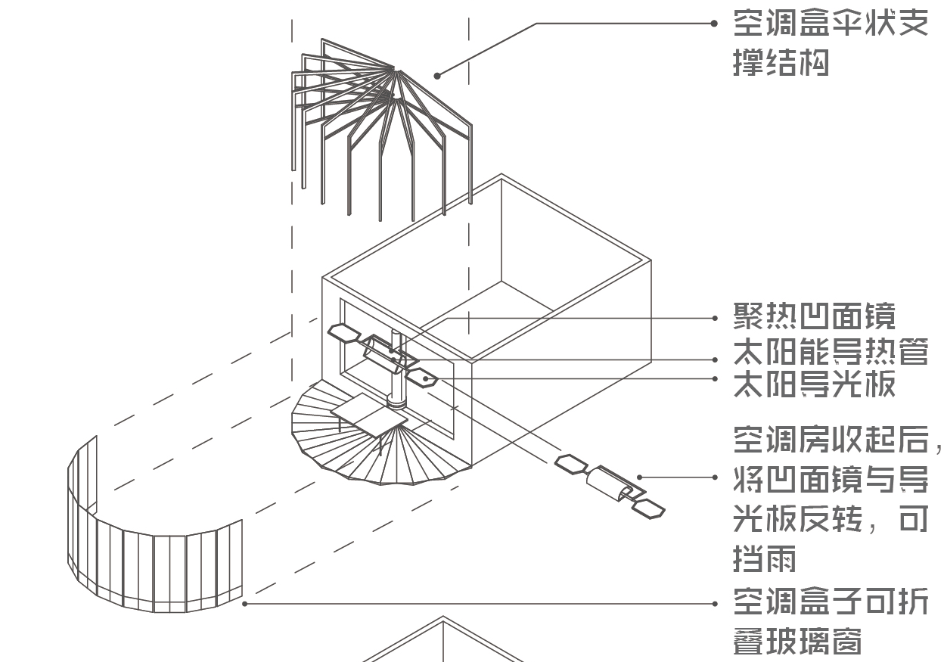 空调盒伞状支
撑结构
聚热凹面镜
太阳能导热管
太阳导光板
空调房收起后，
将凹面镜与导
光板反转，可
挡雨
空调盒子可折
叠玻璃窗